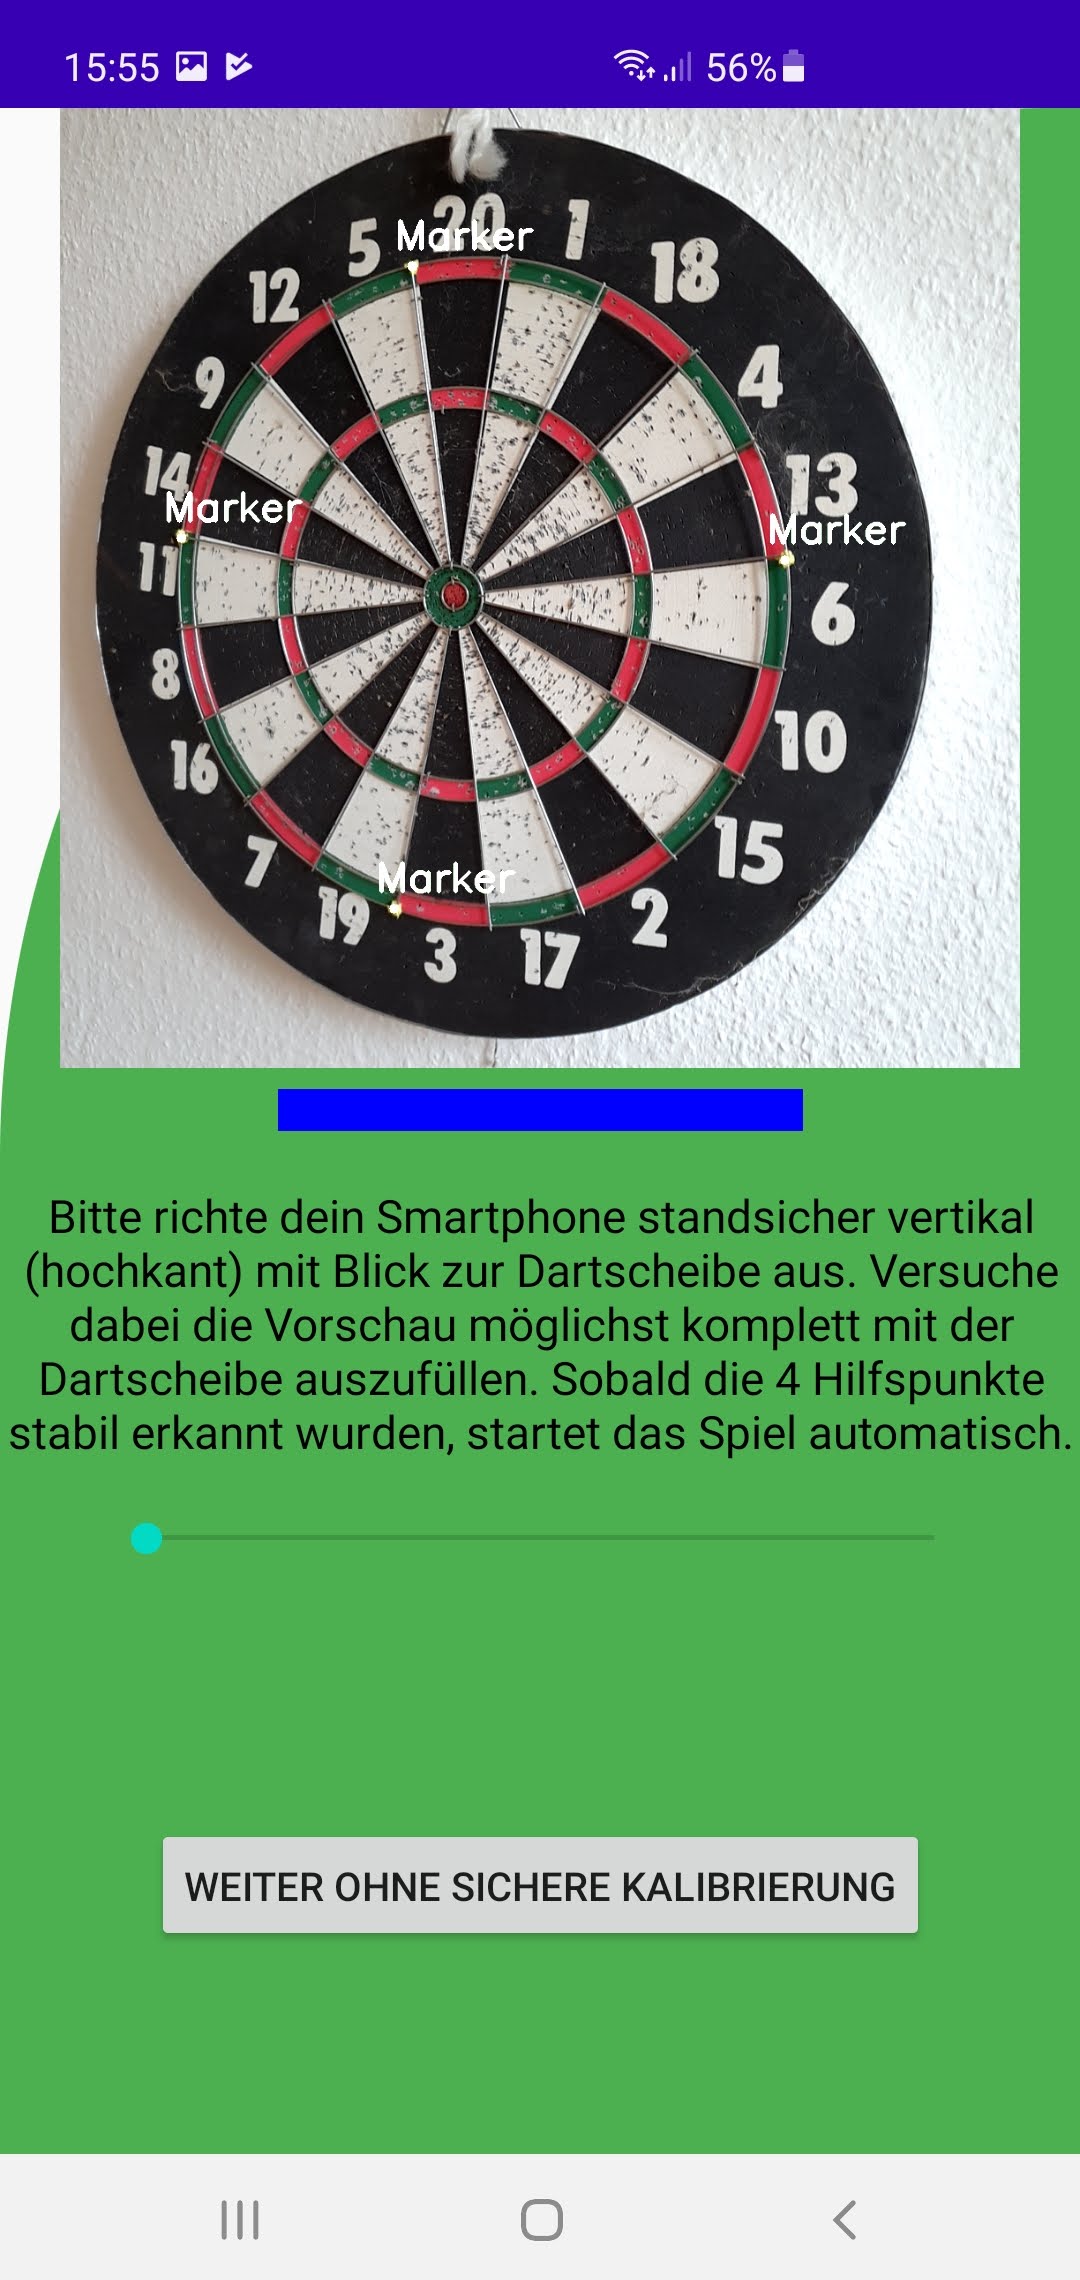 15:55 56%
20
Marker
5
1
12
18
9
4
14
13
Marker
Marker
11
6
8
10
16
7
15
Marker
19
2
3
17
Bitte richte dein Smartphone standsicher vertikal
(hochkant) mit Blick zur Dartscheibe aus. Versuche
dabei die Vorschau möglichst komplett mit der
Dartscheibe auszufüllen. Sobald die 4 Hilfspunkte
stabil erkannt wurden, startet das Spiel automatisch.
WEITER OHNE SICHERE KALIBRIERUNG